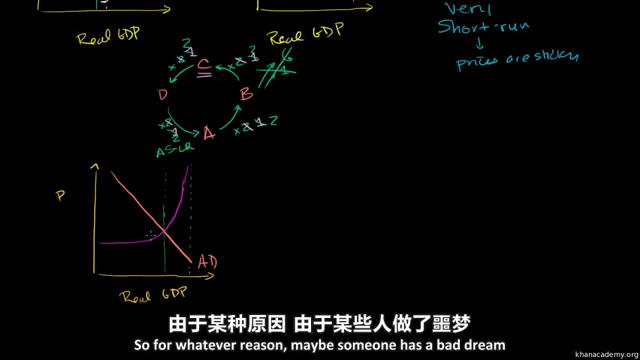 Real GDP
Real GDP
Very
Short-run
prices are sticky
C
D
B
A
ASLR
P
AD
Real GDP
由于某种原因 由于某些人做了噩梦
So for whatever reason, maybe someone has a bad dream
khanacademy.org